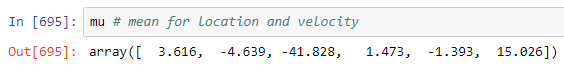 In [695]: mu # mean for location and velocity
Out[695]: array([  3.616,  -4.639, -41.828,   1.473,  -1.393,  15.026])